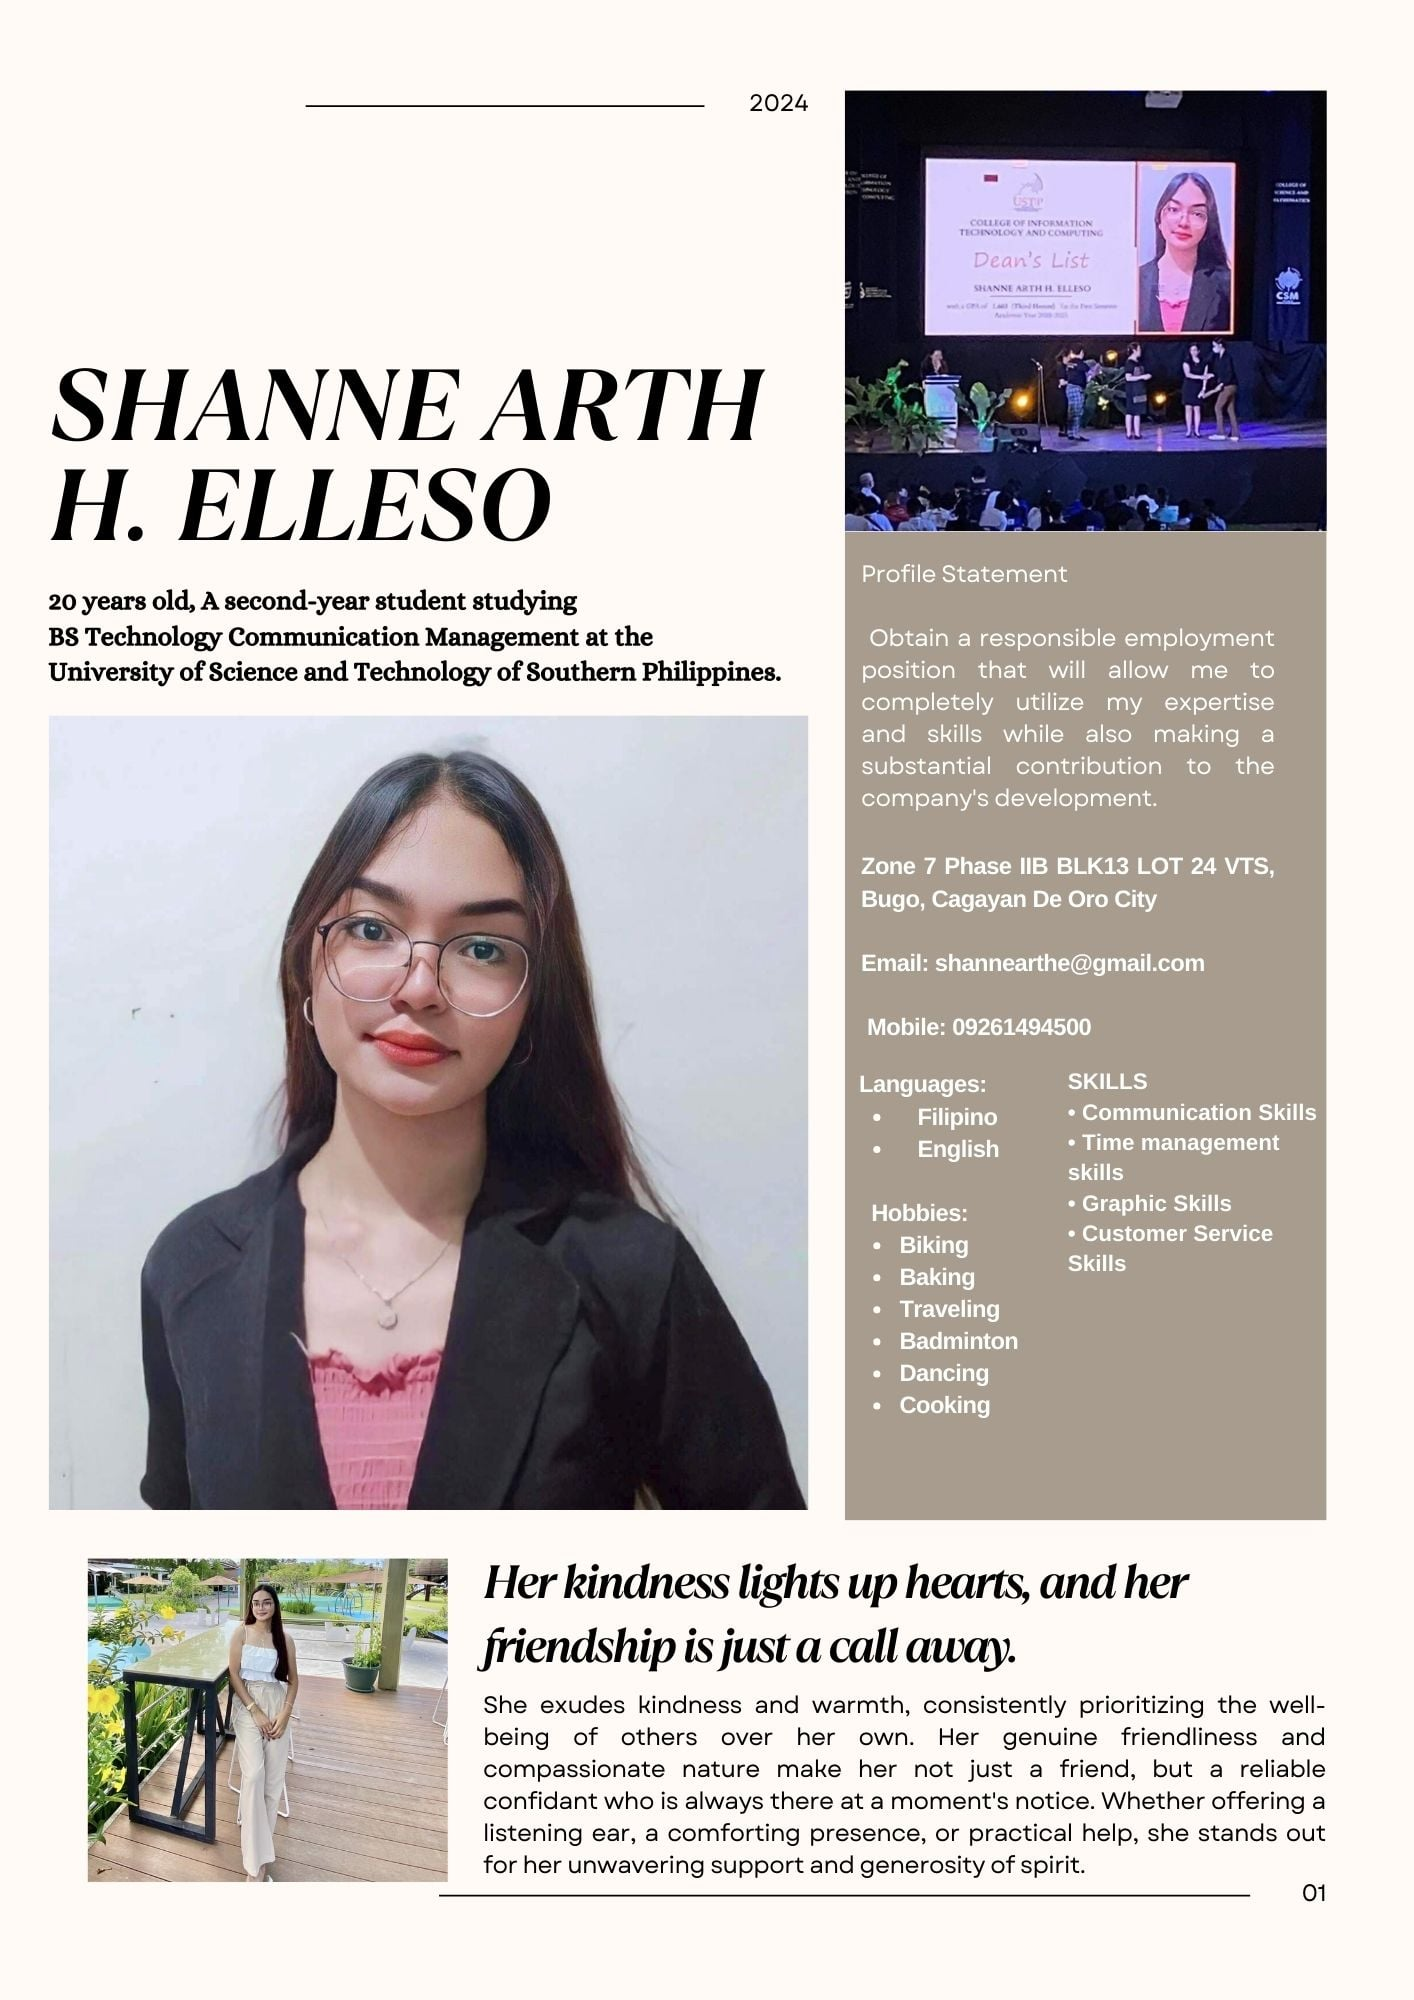 2024
COLLEGE OF INFORMATION
TECHNOLOGY AND COMPUTING
Dean's List
SHANNE ARTH H. ELLESO
CSM
SHANNE ARTH
H. ELLESO
20 years old, A second-year student studying
BS Technology Communication Management at the
University of Science and Technology of Southern Philippines.
Profile Statement
Obtain a responsible employment
position that will allow me to
completely utilize my expertise
and skills while also making a
substantial contribution to the
company's development.
Zone 7 Phase IIB BLK13 LOT 24 VTS,
Bugo, Cagayan De Oro City
Email: shannearthe@gmail.com
Mobile: 09261494500
Languages:
• Filipino
• English
Hobbies:
• Biking
• Baking
• Traveling
• Badminton
• Dancing
• Cooking
SKILLS
• Communication Skills
• Time management
skills
• Graphic Skills
• Customer Service
Skills
Her kindness lights up hearts, and her
friendship is just a call away.
She exudes kindness and warmth, consistently prioritizing the well-
being of others over her own. Her genuine friendliness and
compassionate nature make her not just a friend, but a reliable
confidant who is always there at a moment's notice. Whether offering a
listening ear, a comforting presence, or practical help, she stands out
for her unwavering support and generosity of spirit.
01